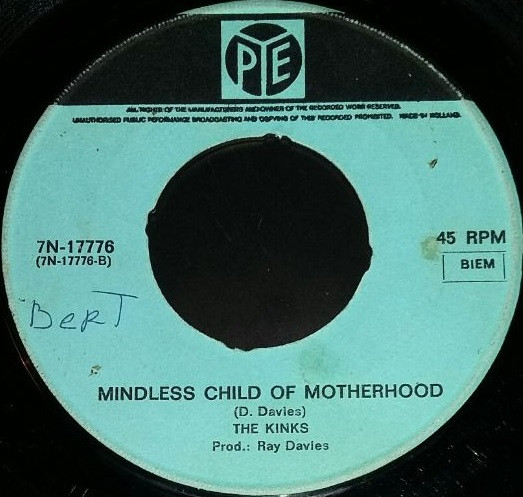 PYE
ALL RIGHTS OF THE MANUFACTURERS AND OWNER OF THE RECORDED WORK RESERVED.
UNAUTHORISED PUBLIC PERFORMANCE BROADCASTING AND COPYING OF THIS RECORDED PROHIBITED. MADE IN HOLLAND.
7N-17776
(7N-17776-B)
45 RPM
BIEM
BERT
MINDLESS CHILD OF MOTHERHOOD
(D. Davies)
THE KINKS
Prod.: Ray Davies